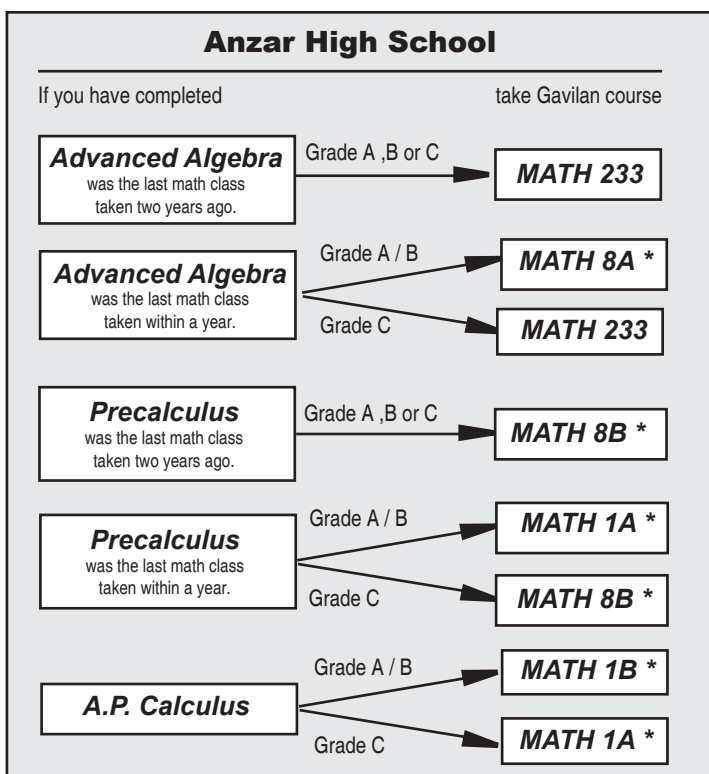 Anzar High School
If you have completed take Gavilan course
Advanced Algebra
was the last math class
taken two years ago.
Grade A ,B or C
MATH 233
Advanced Algebra
was the last math class
taken within a year.
Grade A / B
MATH 8A *
Grade C
MATH 233
Precalculus
was the last math class
taken two years ago.
Grade A ,B or C
MATH 8B *
Precalculus
was the last math class
taken within a year.
Grade A / B
MATH 1A *
Grade C
MATH 8B *
A.P. Calculus
Grade A / B
MATH 1B *
Grade C
MATH 1A *